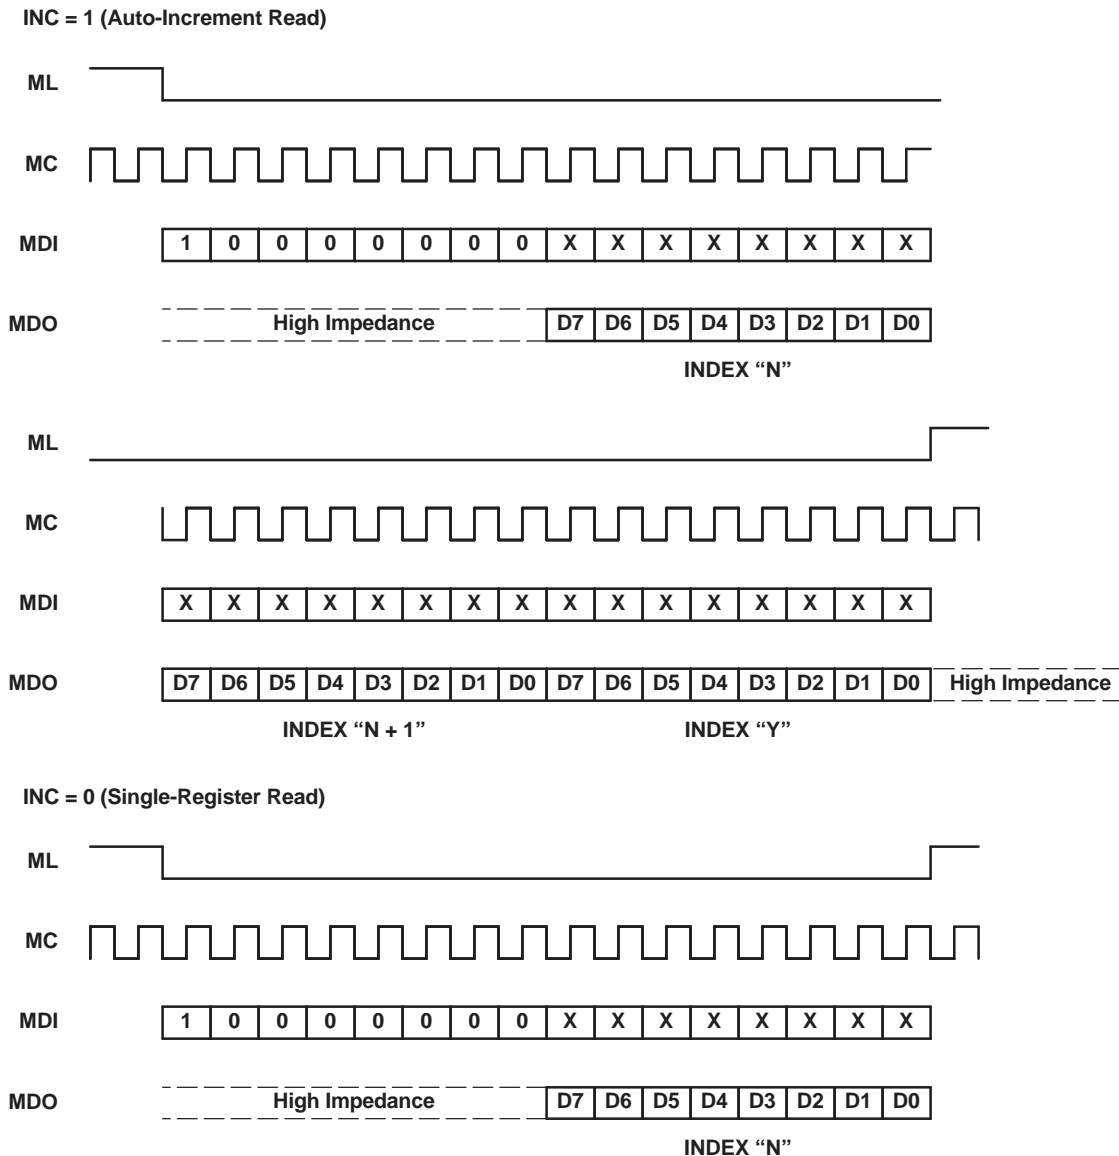 INC = 1 (Auto-Increment Read)
ML
MC
MDI 1 0 0 0 0 0 0 0 X X X X X X X X
MDO High Impedance D7 D6 D5 D4 D3 D2 D1 D0
INDEX “N”
ML
MC
MDI X X X X X X X X X X X X X X X X
MDO D7 D6 D5 D4 D3 D2 D1 D0 D7 D6 D5 D4 D3 D2 D1 D0 High Impedance
INDEX “N + 1” INDEX “Y”
INC = 0 (Single-Register Read)
ML
MC
MDI 1 0 0 0 0 0 0 0 X X X X X X X X
MDO High Impedance D7 D6 D5 D4 D3 D2 D1 D0
INDEX “N”